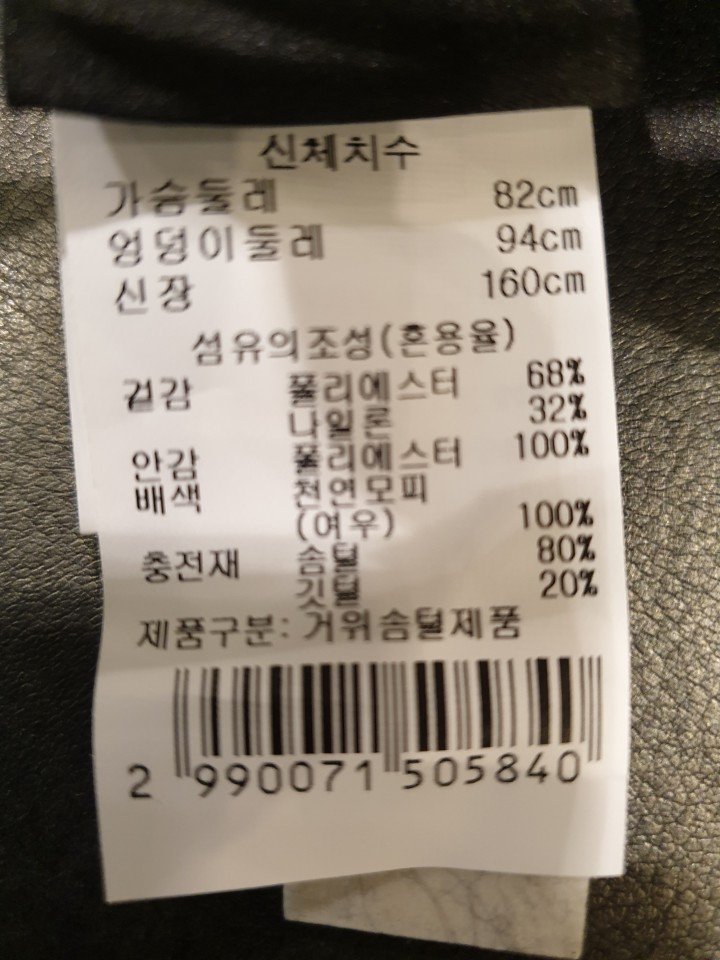 신체치수
가슴둘레 82cm
엉덩이둘레 94cm
신장 160cm
섬유의조성(혼용율)
겉감 폴리에스터 68%
나일론 32%
안감 폴리에스터 100%
배색 천연모피
(여우) 100%
충전재 솜털 80%
깃털 20%
제품구분: 거위솜털제품
2 990071 505840